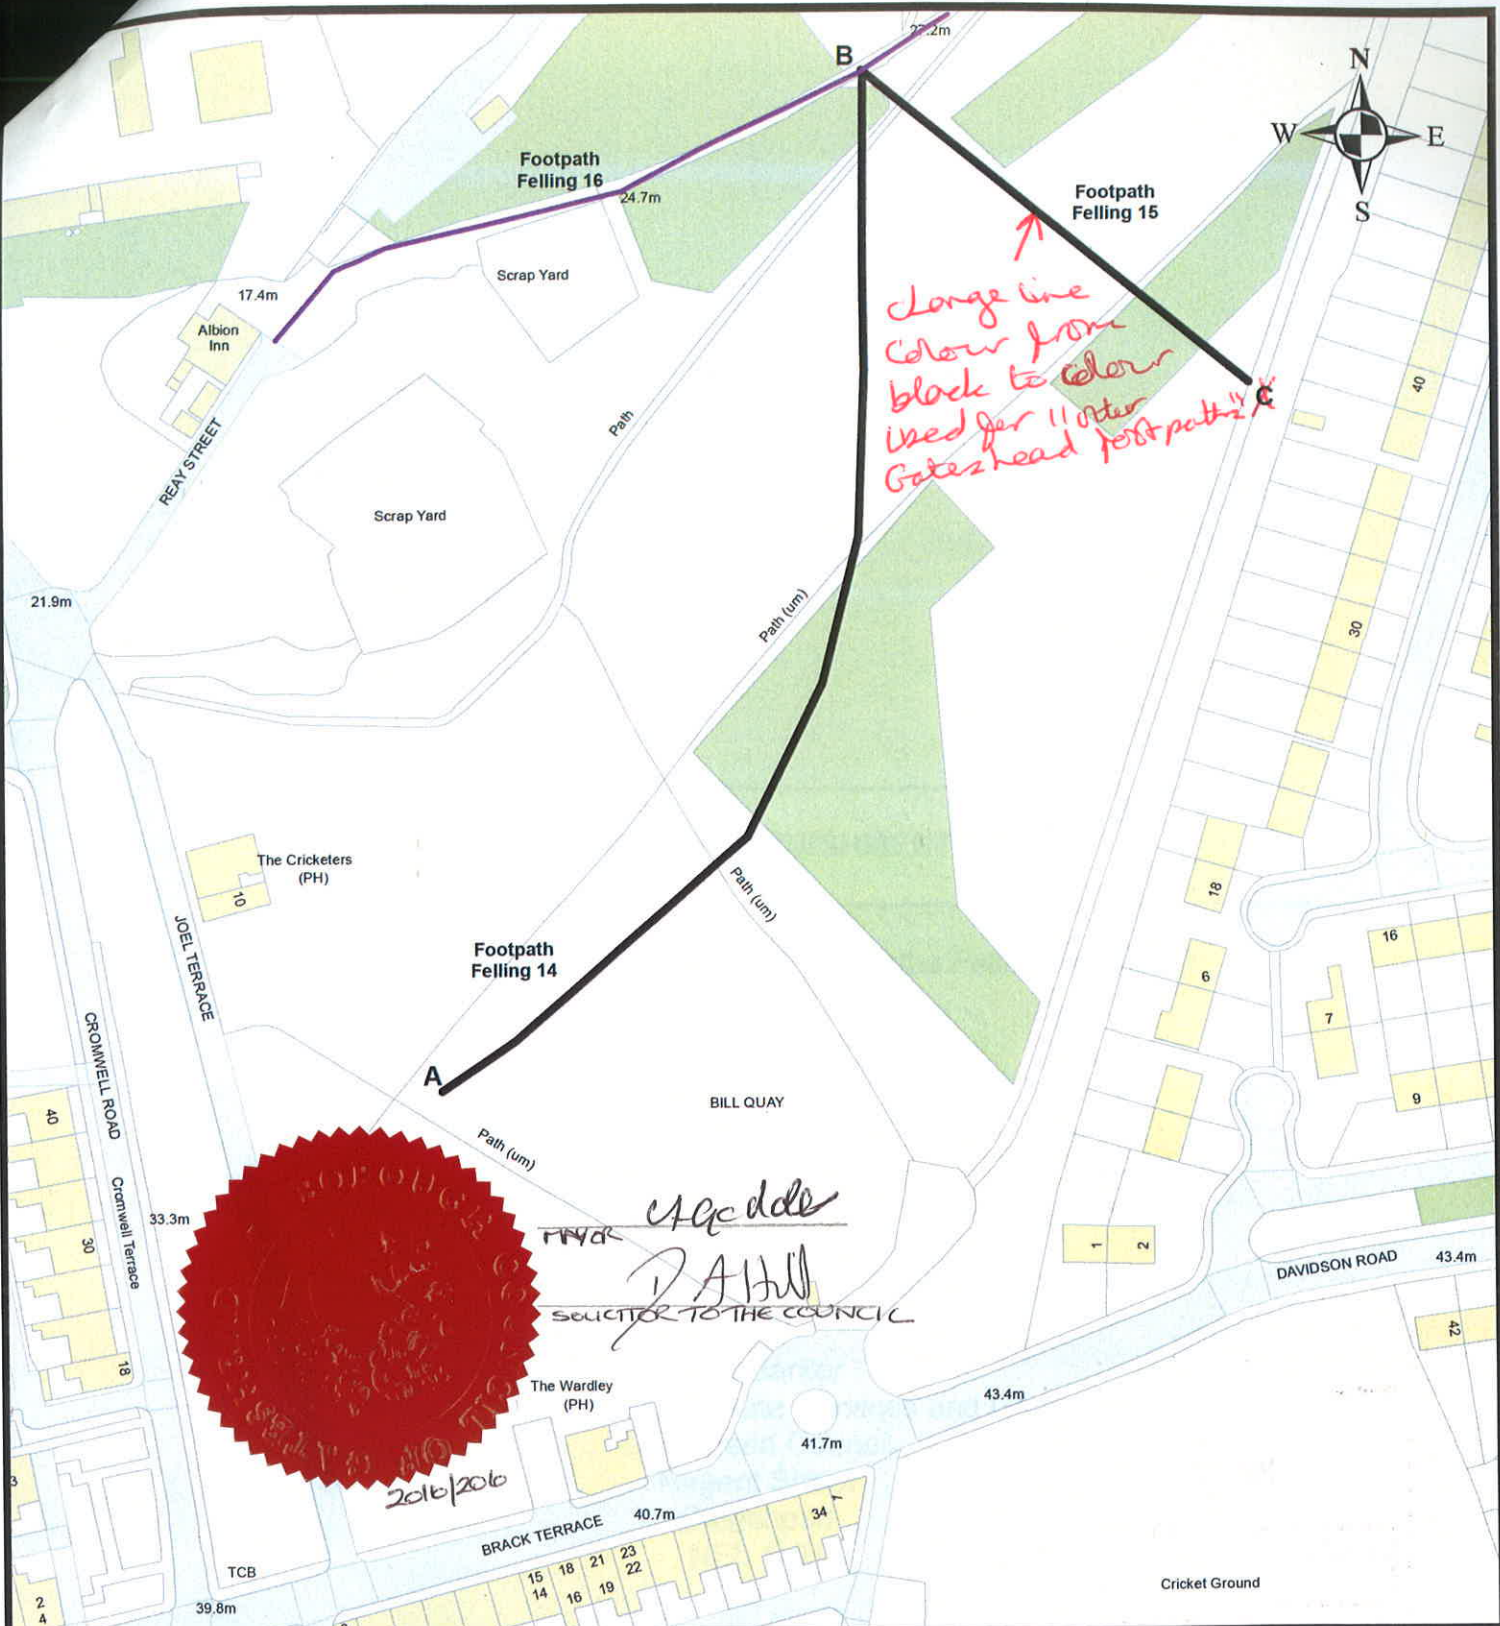 27.2m
B
N
W
E
S
Footpath
Felling 16
24.7m
Footpath
Felling 15
Scrap Yard
17.4m
Albion
Inn
change line
colour from
black to colour
used for "other
Gateshead footpaths"
C
40
Path
REAY STREET
Scrap Yard
21.9m
Path (um)
30
The Cricketers
(PH)
10
Path (um)
18
JOEL TERRACE
Footpath
Felling 14
16
6
7
CROMWELL ROAD
A
BILL QUAY
9
40
Path (um)
Cromwell Terrace
33.3m
30
MAYOR
SOLICITOR TO THE COUNCIL
1
2
DAVIDSON ROAD
43.4m
42
18
The Wardley
(PH)
43.4m
41.7m
3
2016/2016
BRACK TERRACE
40.7m
34
1
TCB
15
18
21
23
22
14
16
19
39.8m
2
4
Cricket Ground